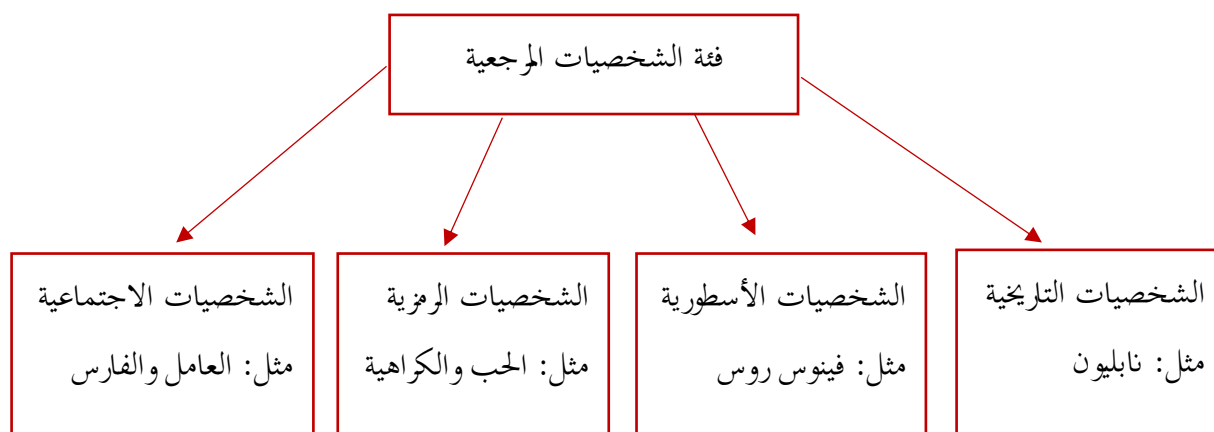 فئة الشخصيات المرجعية
الشخصيات التاريخية
مثل: نابليون
الشخصيات الأسطورية
مثل: فينوس روس
الشخصيات الرمزية
مثل: الحب والكراهية
الشخصيات الاجتماعية
مثل: العامل والفارس